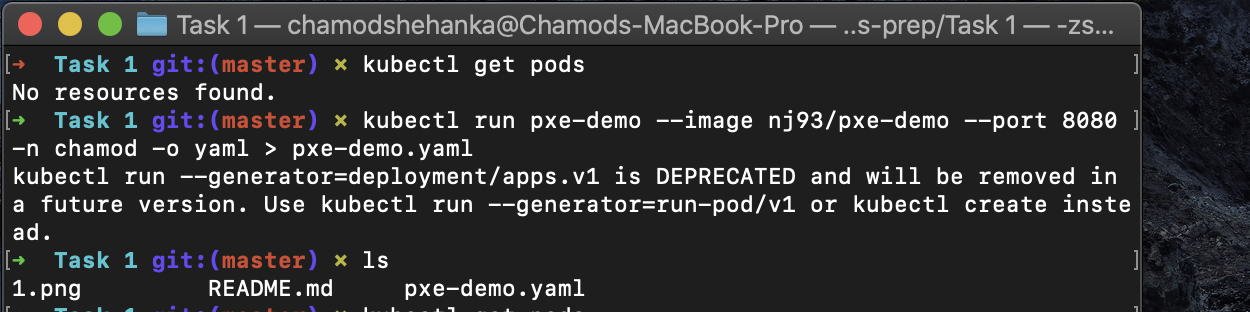 Task 1 — chamodshehanka@Chamods-MacBook-Pro — ..s-prep/Task 1 — -zs...
[→ Task 1 git:(master) × kubectl get pods ]
No resources found.
[→ Task 1 git:(master) × kubectl run pxe-demo --image nj93/pxe-demo --port 8080 ]
-n chamod -o yaml > pxe-demo.yaml
kubectl run --generator=deployment/apps.v1 is DEPRECATED and will be removed in
a future version. Use kubectl run --generator=run-pod/v1 or kubectl create inste
ad.
[→ Task 1 git:(master) × ls ]
1.png README.md pxe-demo.yaml